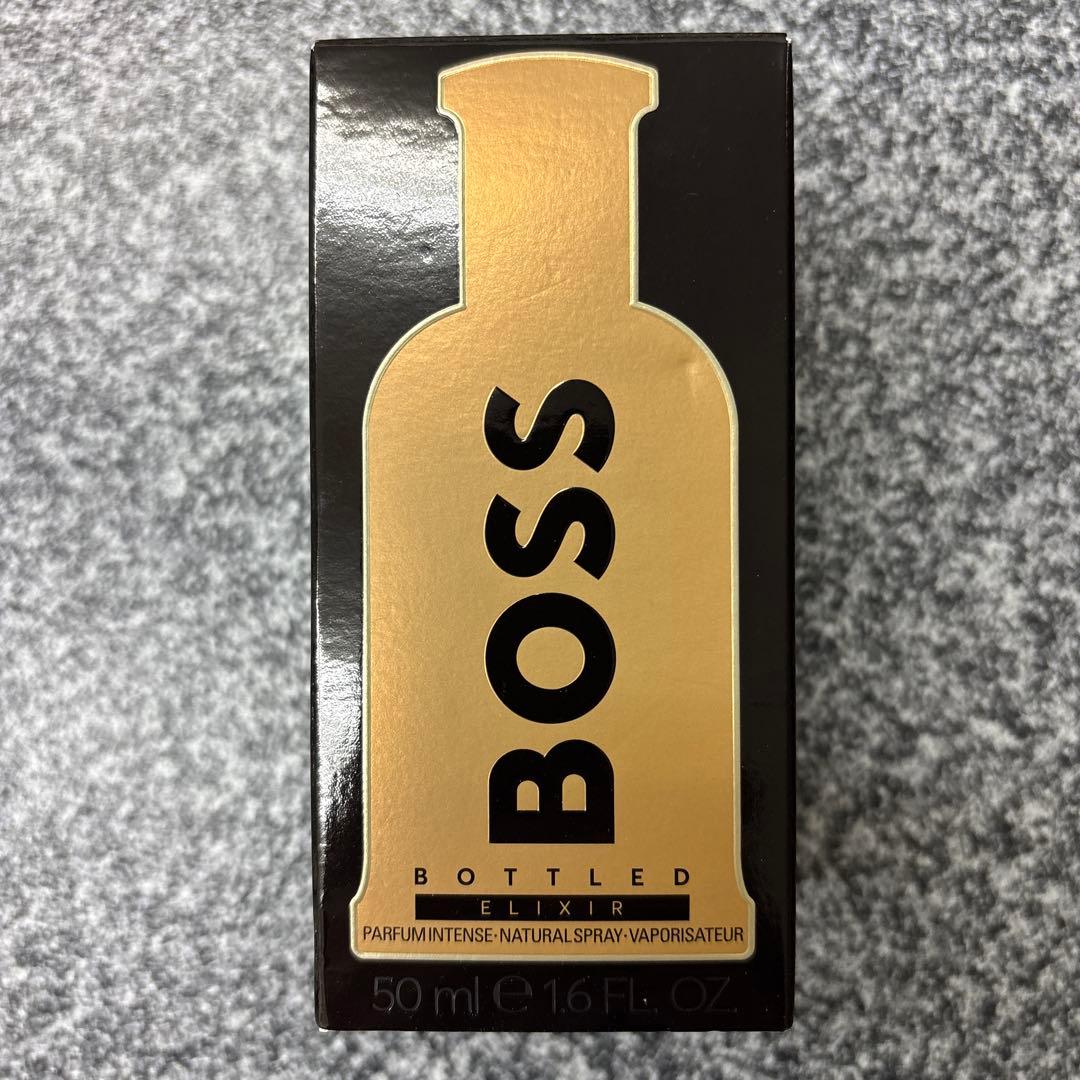 BOSS
BOTTLED
ELIXIR
PARFUM INTENSE·NATURAL SPRAY·VAPORISATEUR
50 ml ℮ 1.6 FL. OZ.